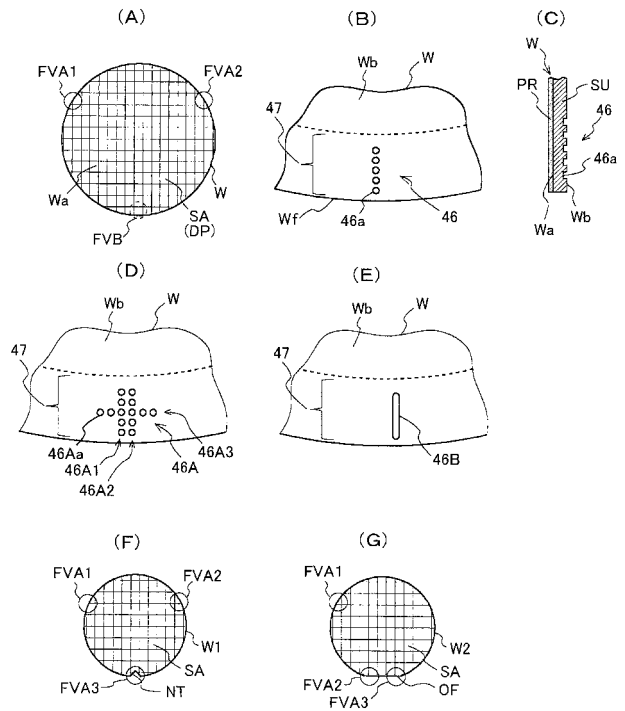 (A)
FVA1
FVA2
Wa
W
SA
(DP)
FVB
(B)
Wb
W
47
Wf
46a
46
(C)
W
PR
SU
46
46a
Wa
Wb
(D)
Wb
W
47
46Aa
46A1
46A2
46A
46A3
(E)
Wb
W
47
46B
(F)
FVA1
FVA2
W1
SA
FVA3
NT
(G)
FVA1
W2
SA
FVA2
FVA3
OF